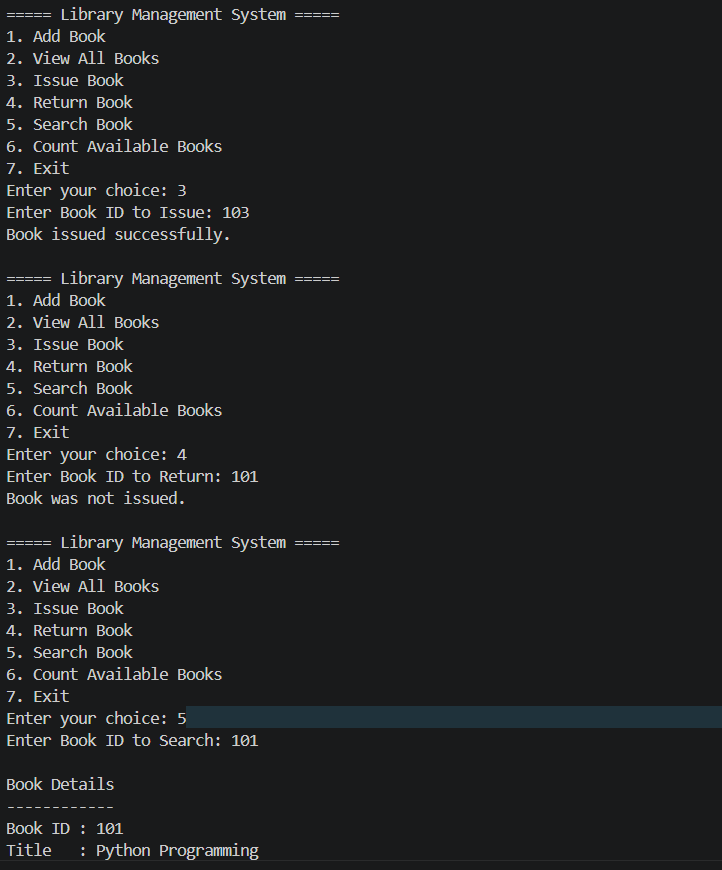 ===== Library Management System =====
1. Add Book
2. View All Books
3. Issue Book
4. Return Book
5. Search Book
6. Count Available Books
7. Exit
Enter your choice: 3
Enter Book ID to Issue: 103
Book issued successfully.

===== Library Management System =====
1. Add Book
2. View All Books
3. Issue Book
4. Return Book
5. Search Book
6. Count Available Books
7. Exit
Enter your choice: 4
Enter Book ID to Return: 101
Book was not issued.

===== Library Management System =====
1. Add Book
2. View All Books
3. Issue Book
4. Return Book
5. Search Book
6. Count Available Books
7. Exit
Enter your choice: 5
Enter Book ID to Search: 101

Book Details
------------
Book ID : 101
Title   : Python Programming